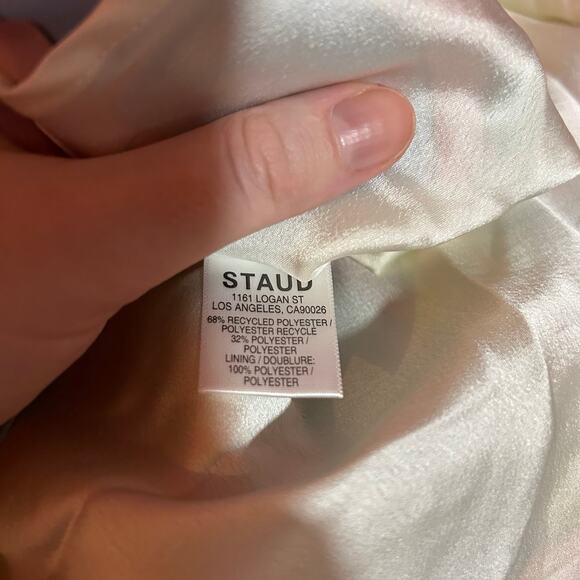 STAUD
1161 LOGAN ST
LOS ANGELES, CA90026
68% RECYCLED POLYESTER /
POLYESTER RECYCLE
32% POLYESTER /
POLYESTER
LINING / DOUBLURE:
100% POLYESTER /
POLYESTER